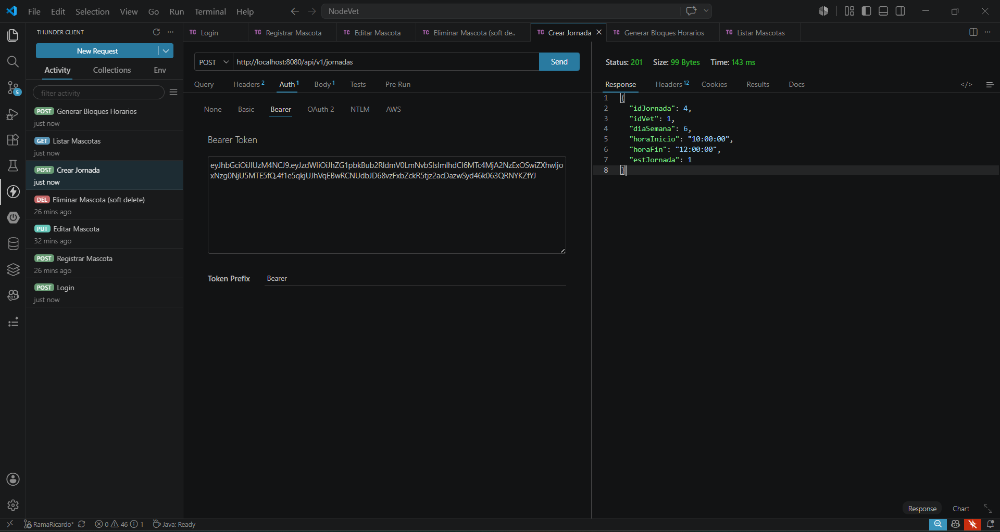 File Edit Selection View Go Run Terminal Help
NodeVet
THUNDER CLIENT
New Request
Activity Collections Env
filter activity
POST Generar Bloques Horarios
just now
GET Listar Mascotas
just now
POST Crear Jornada
just now
DEL Eliminar Mascota (soft delete)
26 mins ago
PUT Editar Mascota
32 mins ago
POST Registrar Mascota
26 mins ago
POST Login
just now
5
TC Login
TC Registrar Mascota
TC Editar Mascota
TC Eliminar Mascota (soft de..
TC Crear Jornada
TC Generar Bloques Horarios
TC Listar Mascotas
POST http://localhost:8080/api/v1/jornadas Send
Query Headers 2 Auth 1 Body 1 Tests Pre Run
None Basic Bearer OAuth 2 NTLM AWS
Bearer Token
Token Prefix Bearer
Status: 201 Size: 99 Bytes Time: 143 ms
Response Headers 12 Cookies Results Docs
1 {
2 "idJornada": 4,
3 "idVet": 1,
4 "diaSemana": 6,
5 "horaInicio": "10:00:00",
6 "horaFin": "12:00:00",
7 "estJornada": 1
8 }
Response Chart
RamaRicardo* 0 46 1 Java: Ready